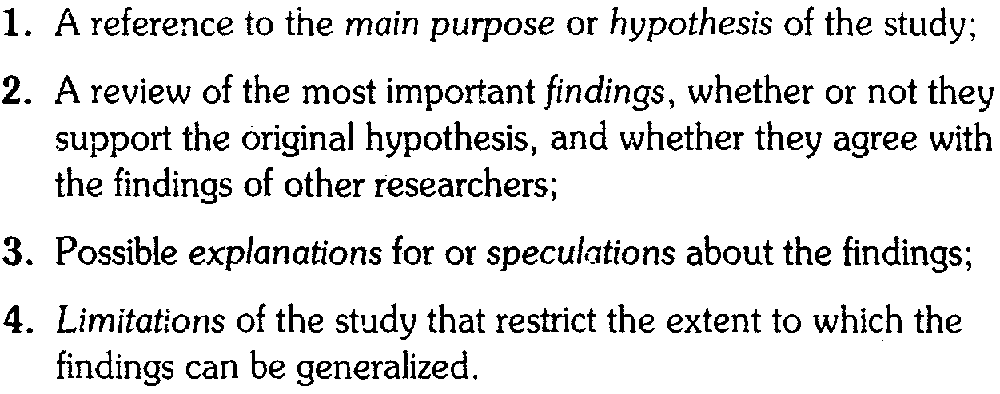 1. A reference to the main purpose or hypothesis of the study;
2. A review of the most important findings, whether or not they
support the original hypothesis, and whether they agree with
the findings of other researchers;
3. Possible explanations for or speculations about the findings;
4. Limitations of the study that restrict the extent to which the
findings can be generalized.